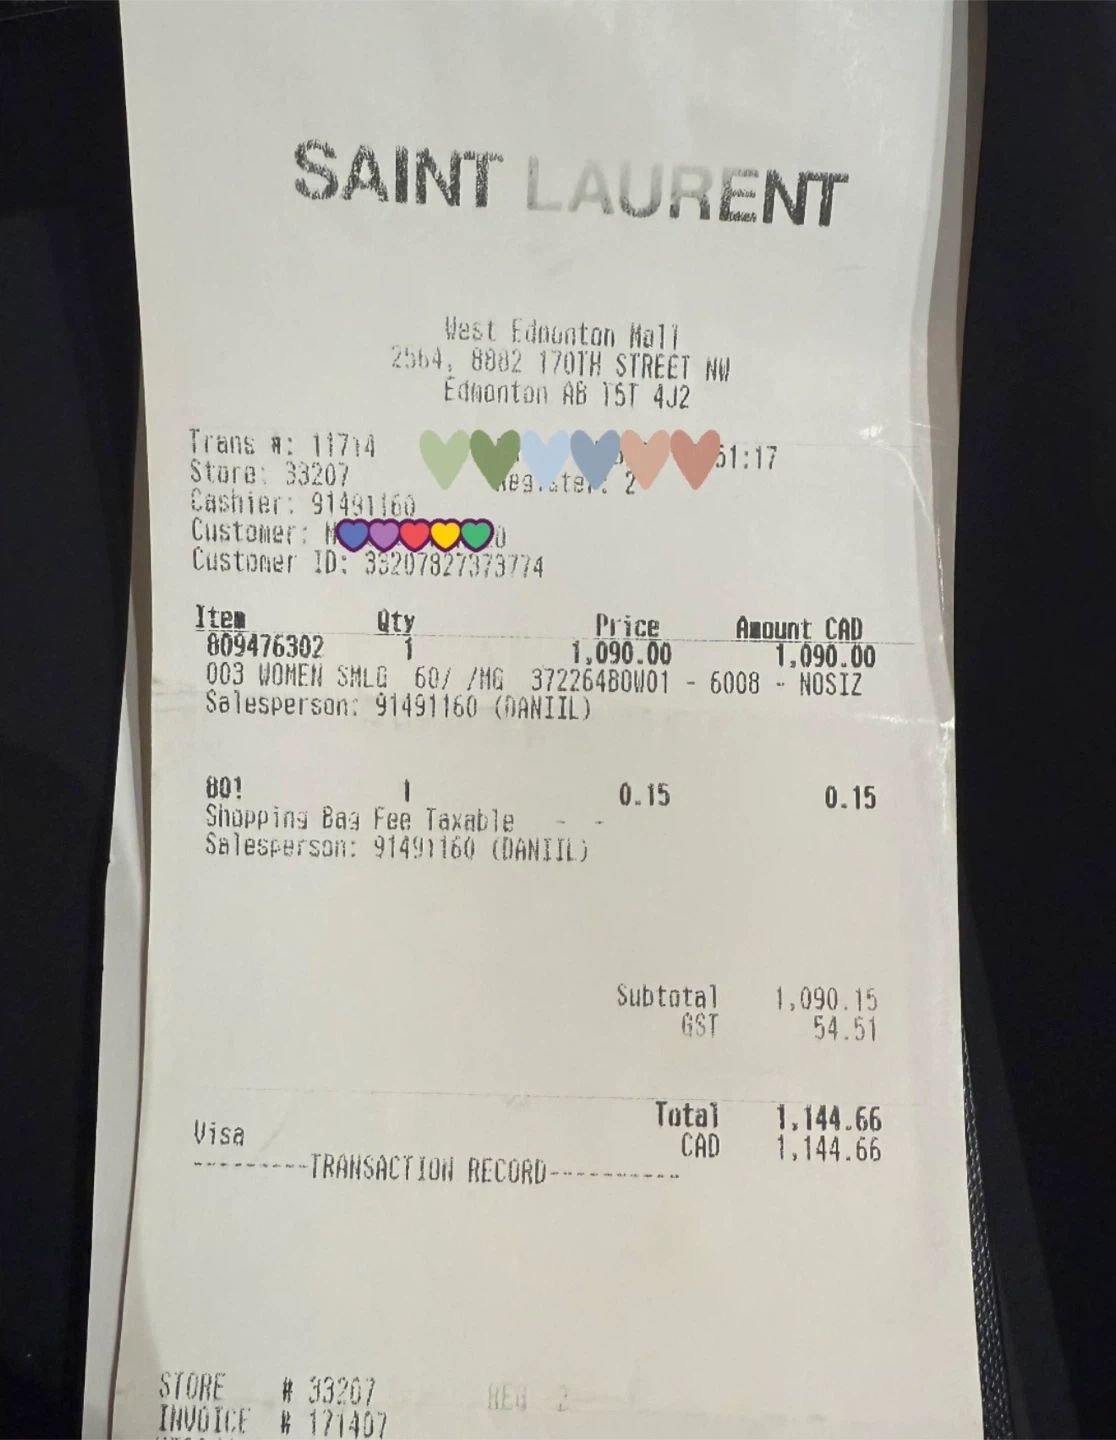 SAINT LAURENT
West Edmonton Mall
2564, 8882 170TH STREET NW
Edmonton AB T5T 4J2
Trans #: 11714 51:17
Store: 33207 Register: 2
Cashier: 91491160
Customer:
Customer ID: 33207827373774
Item Qty Price Amount CAD
809476302 1 1,090.00 1,090.00
003 WOMEN SMLG 60/ /MG 3722648OW01 - 6008 - NOSIZ
Salesperson: 91491160 (DANIIL)
801 1 0.15 0.15
Shopping Bag Fee Taxable - -
Salesperson: 91491160 (DANIIL)
Subtotal 1,090.15
GST 54.51
Total 1,144.66
Visa CAD 1,144.66
---------TRANSACTION RECORD----------
STORE # 33207 REG 2
INVOICE # 171407